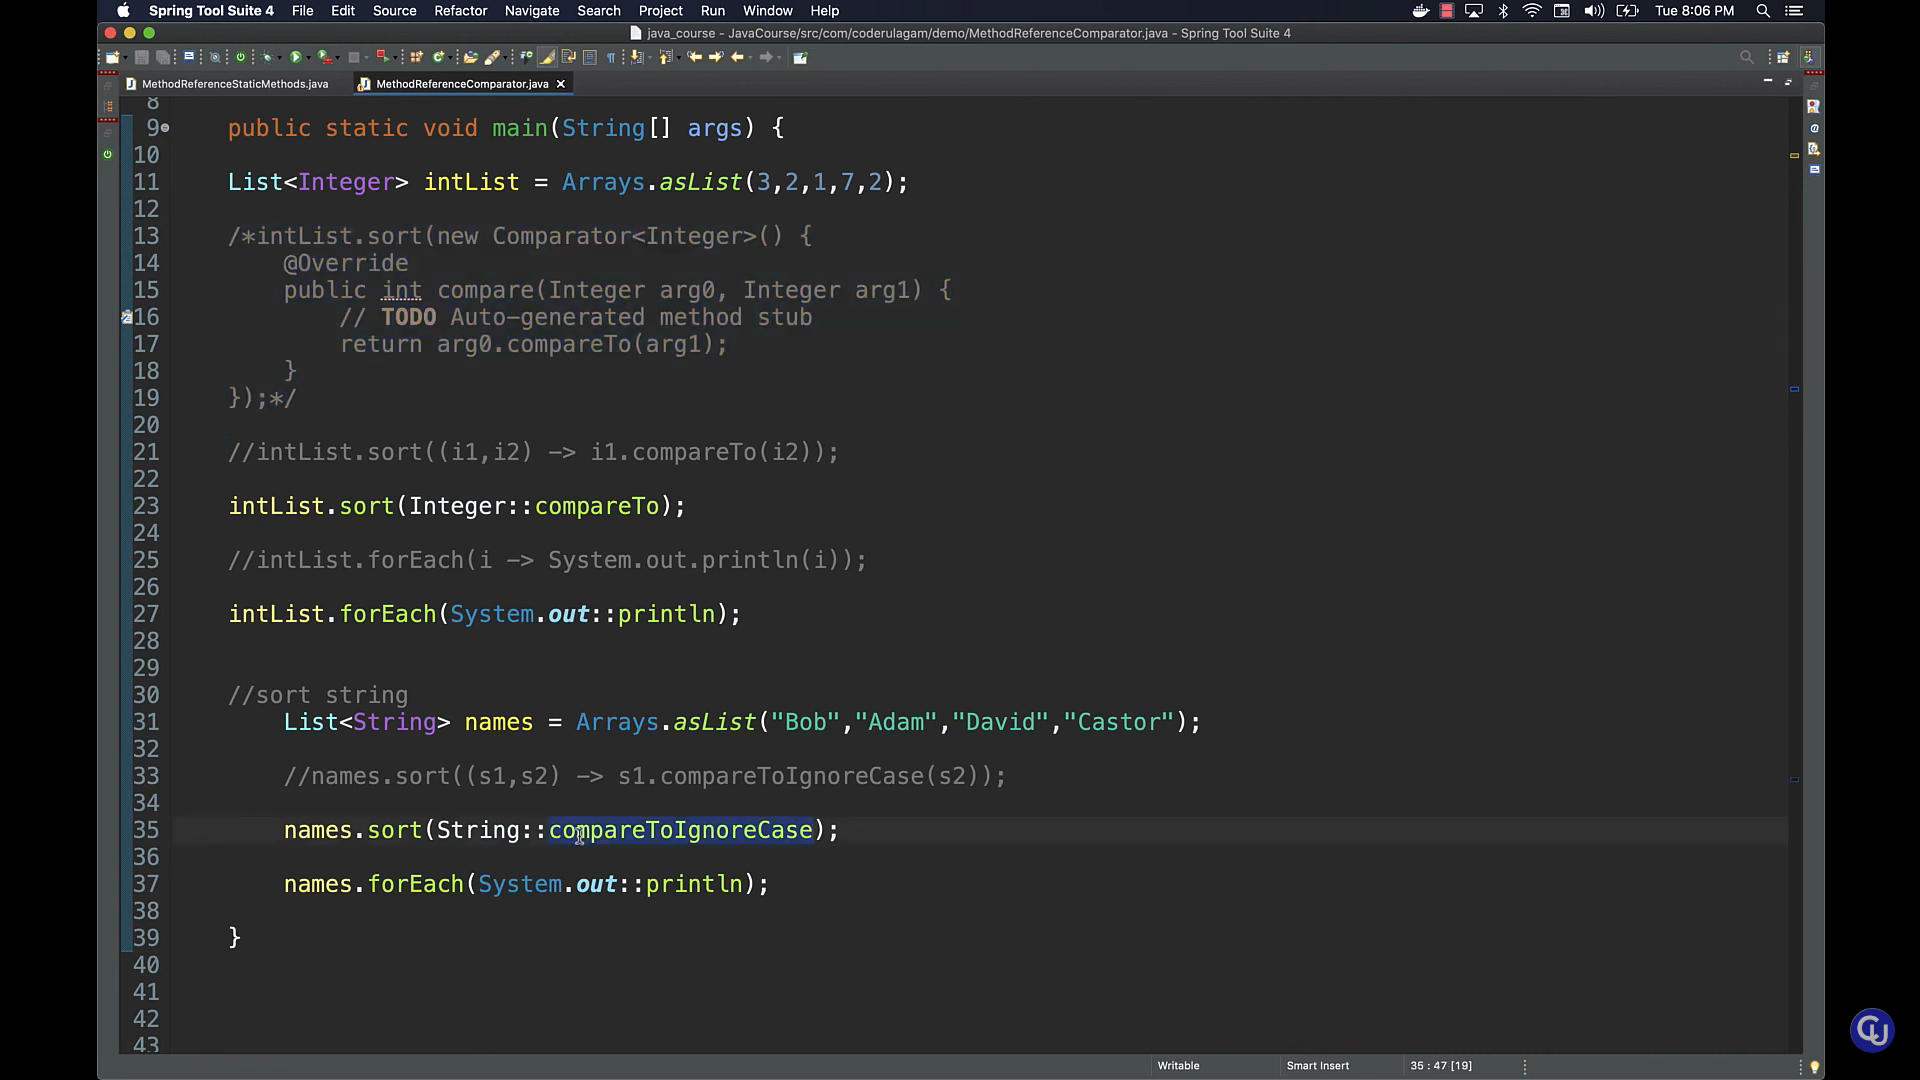 Spring Tool Suite 4 File Edit Source Refactor Navigate Search Project Run Window Help Tue 8:06 PM
java_course - JavaCourse/src/com/coderulagam/demo/MethodReferenceComparator.java - Spring Tool Suite 4
MethodReferenceStaticMethods.java MethodReferenceComparator.java
8
9 public static void main(String[] args) {
10
11 List<Integer> intList = Arrays.asList(3,2,1,7,2);
12
13 /*intList.sort(new Comparator<Integer>() {
14 @Override
15 public int compare(Integer arg0, Integer arg1) {
16 // TODO Auto-generated method stub
17 return arg0.compareTo(arg1);
18 }
19 });*/
20
21 //intList.sort((i1,i2) -> i1.compareTo(i2));
22
23 intList.sort(Integer::compareTo);
24
25 //intList.forEach(i -> System.out.println(i));
26
27 intList.forEach(System.out::println);
28
29
30 //sort string
31 List<String> names = Arrays.asList("Bob","Adam","David","Castor");
32
33 //names.sort((s1,s2) -> s1.compareToIgnoreCase(s2));
34
35 names.sort(String::compareToIgnoreCase);
36
37 names.forEach(System.out::println);
38
39 }
40
41
42
43
Writable Smart Insert 35 : 47 [19]